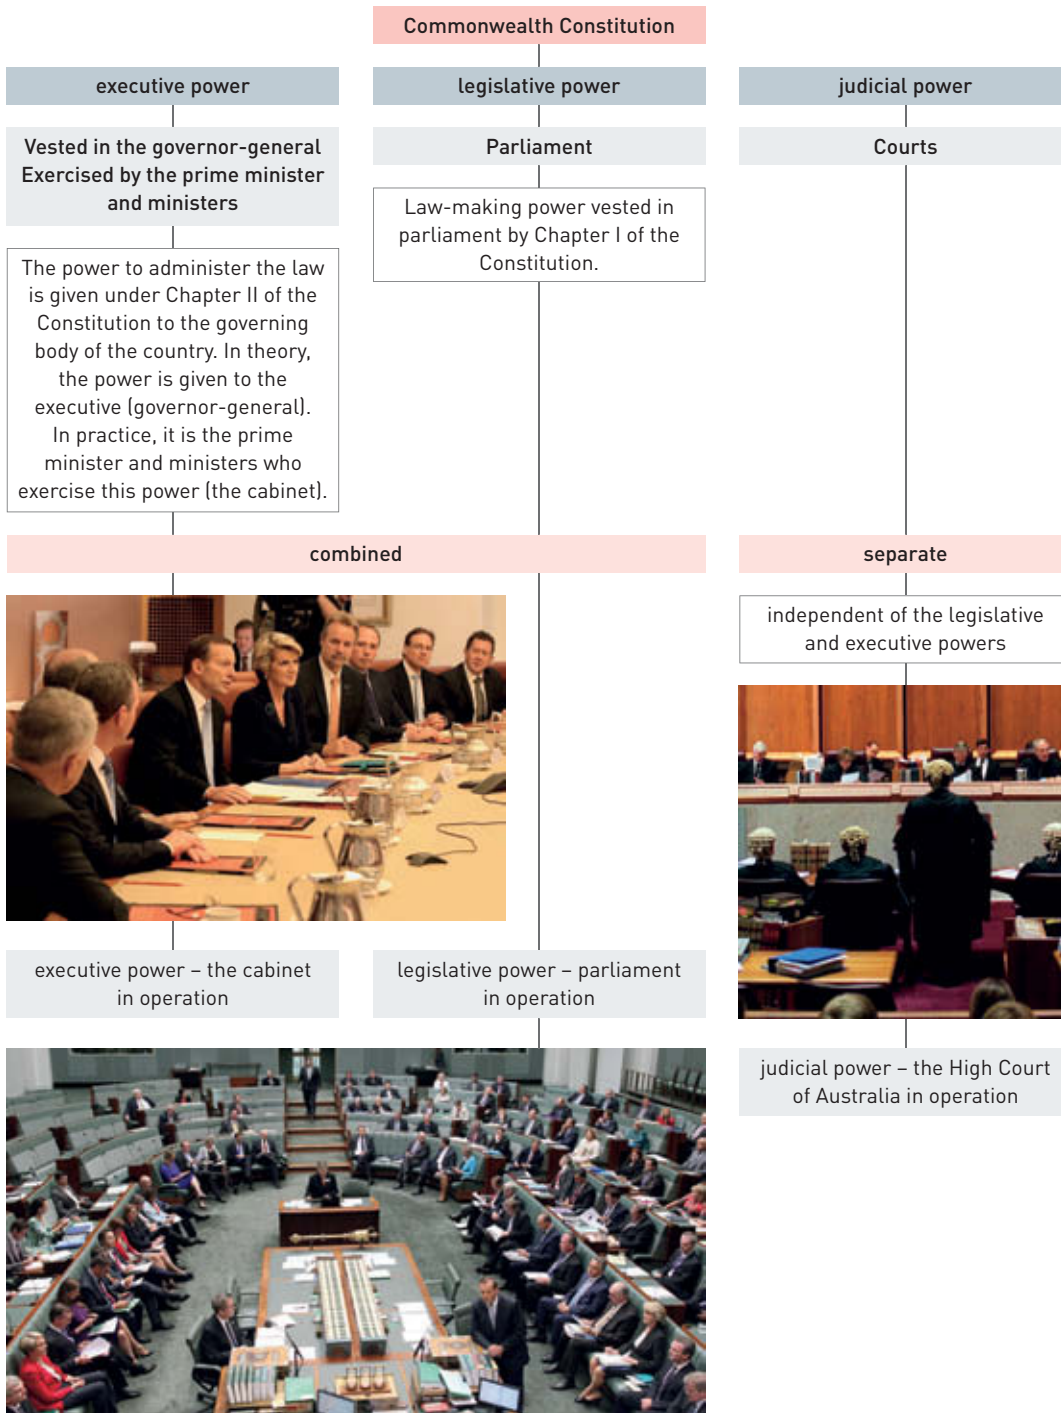 Commonwealth Constitution
executive power
legislative power
judicial power
Vested in the governor-general
Exercised by the prime minister
and ministers
Parliament
Courts
Law-making power vested in
parliament by Chapter I of the
Constitution.
The power to administer the law
is given under Chapter II of the
Constitution to the governing
body of the country. In theory,
the power is given to the
executive (governor-general).
In practice, it is the prime
minister and ministers who
exercise this power (the cabinet).
combined
separate
independent of the legislative
and executive powers
executive power – the cabinet
in operation
legislative power – parliament
in operation
judicial power – the High Court
of Australia in operation